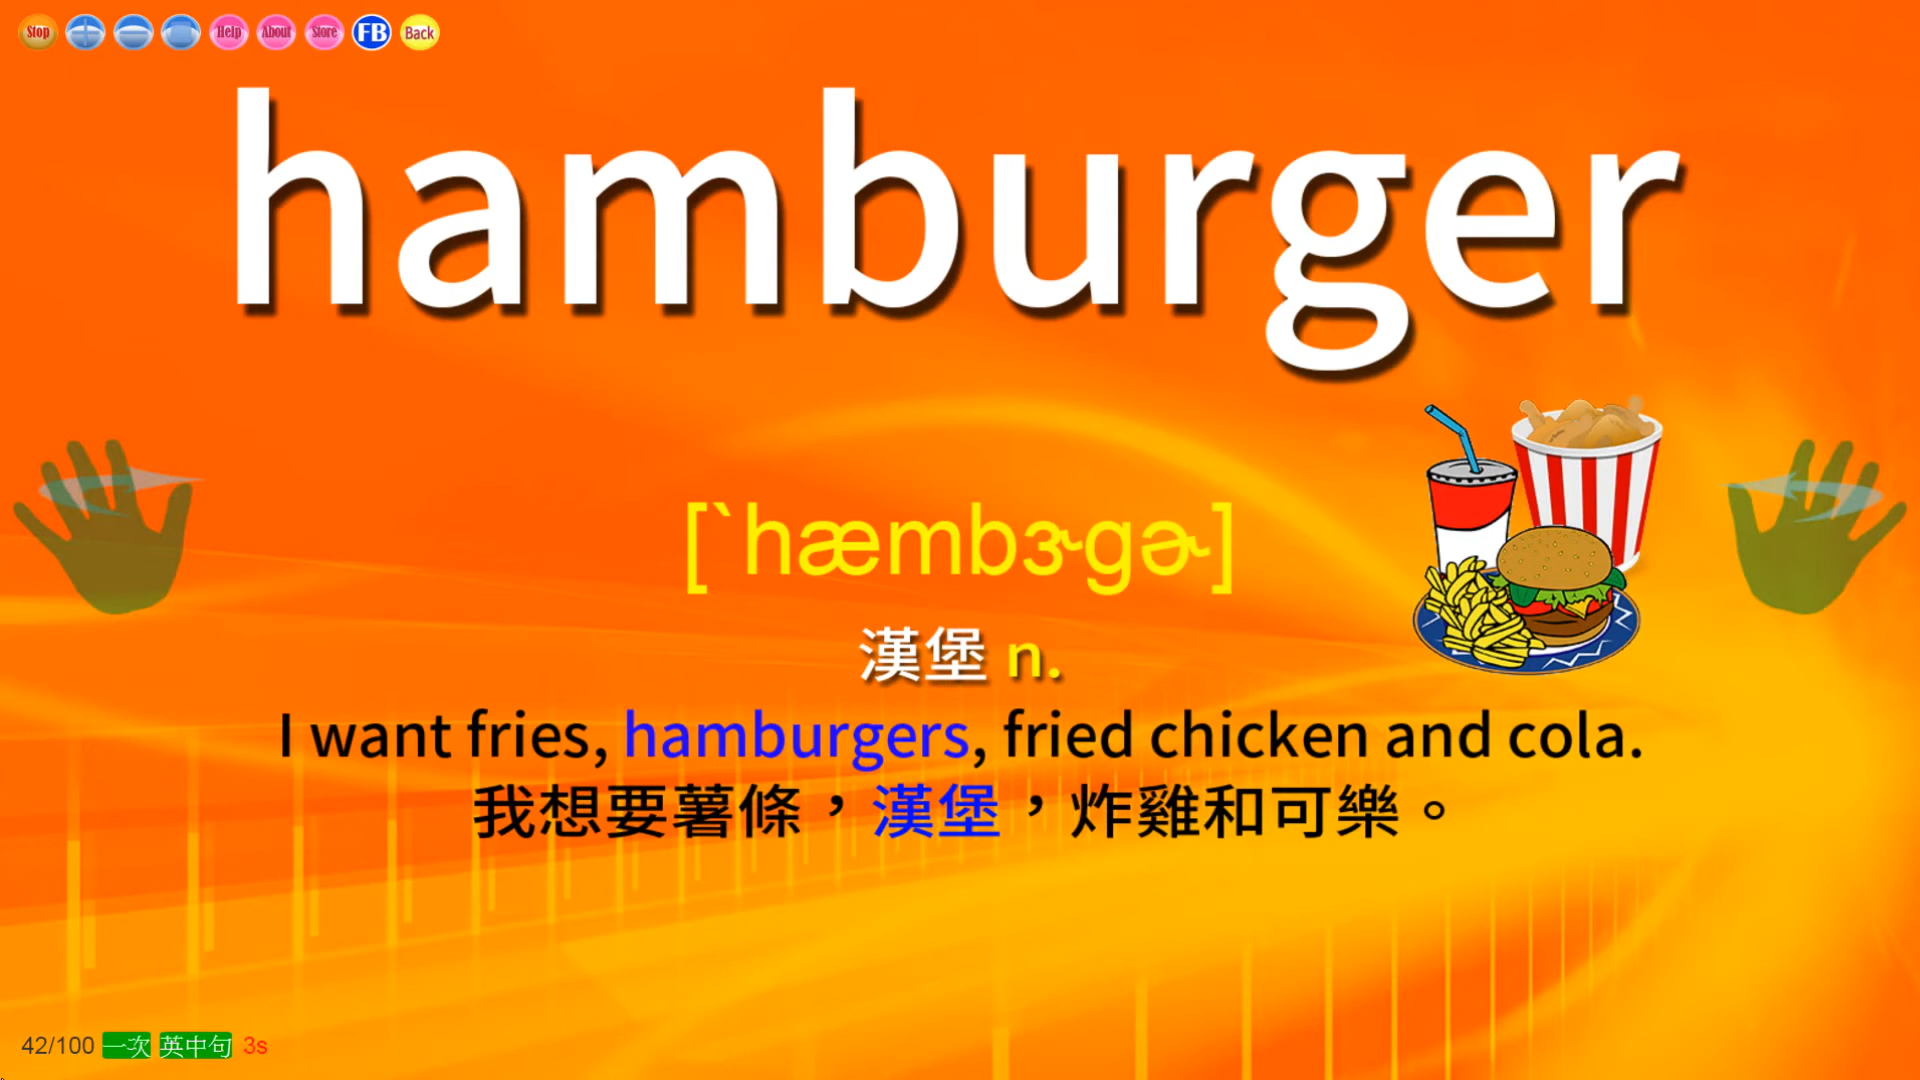 Stop Help About Store FB Back
hamburger
[`hæmbɝgɚ]
漢堡 n.
I want fries, hamburgers, fried chicken and cola.
我想要薯條，漢堡，炸雞和可樂。
42/100 一次 英中句 3s